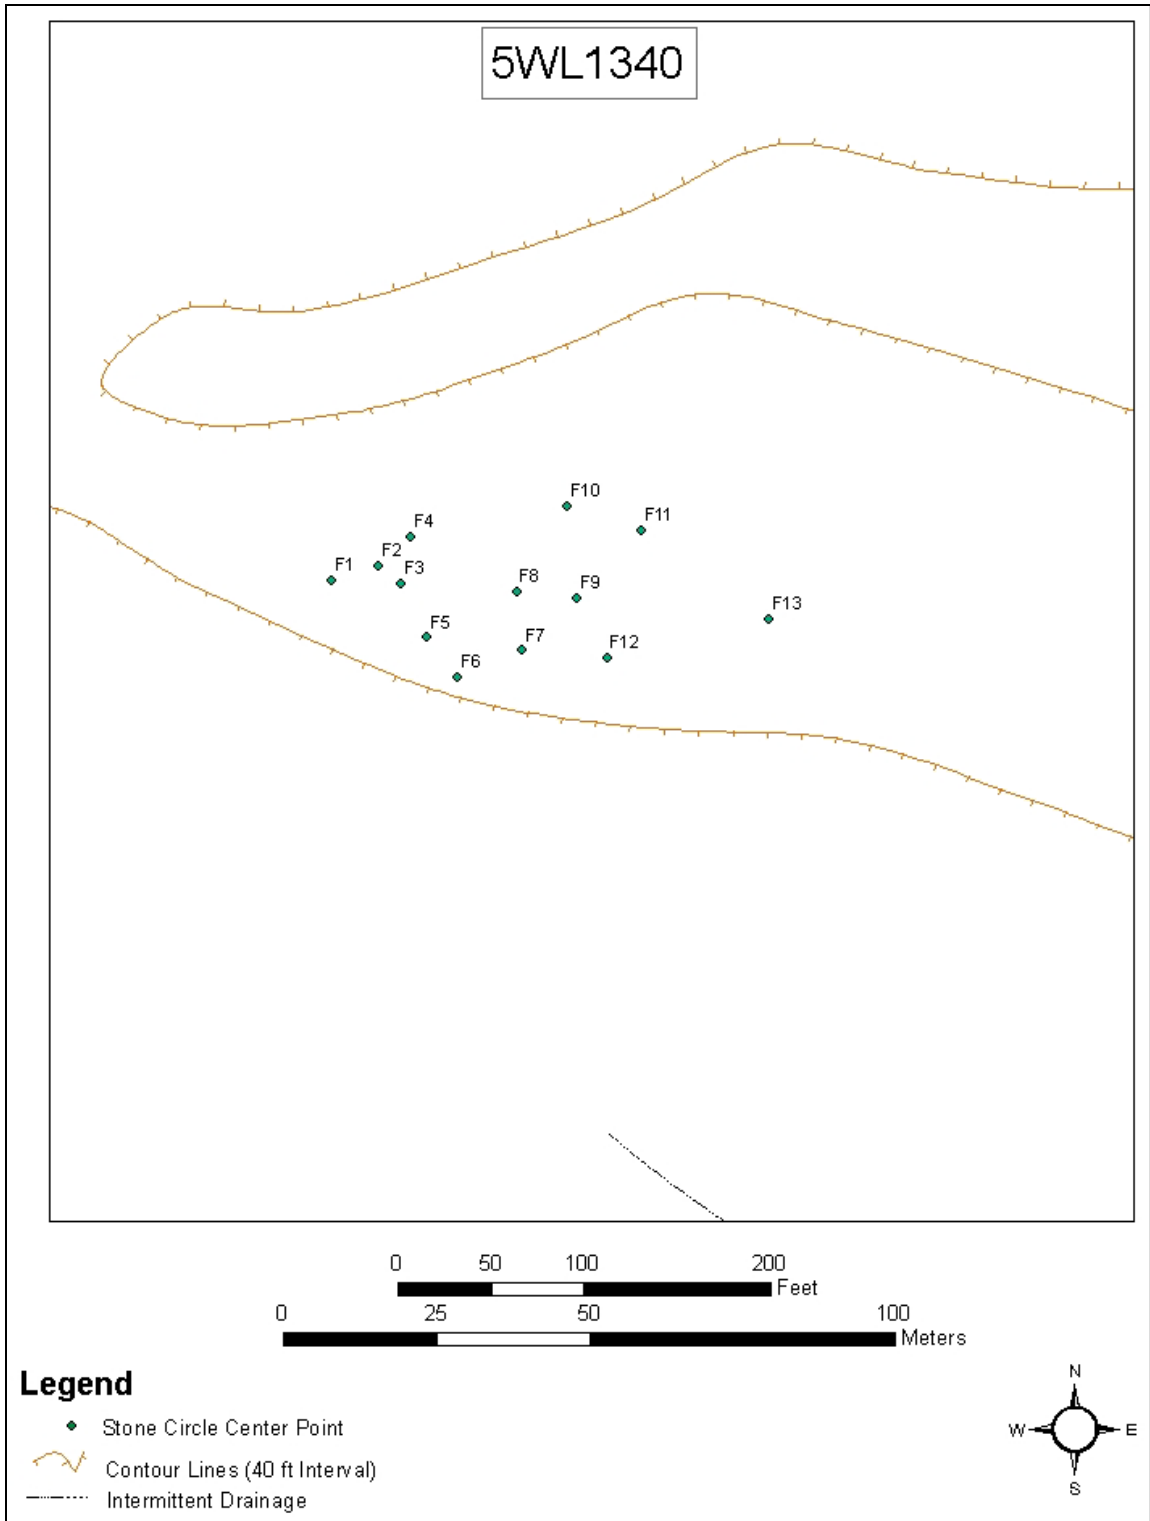 5WL1340
F10
F11
F4
F2
F1
F3
F8
F9
F13
F5
F7
F12
F6
0 50 100 200
Feet
0 25 50 100
Meters
Legend
Stone Circle Center Point
Contour Lines (40 ft Interval)
Intermittent Drainage
N
W E
S